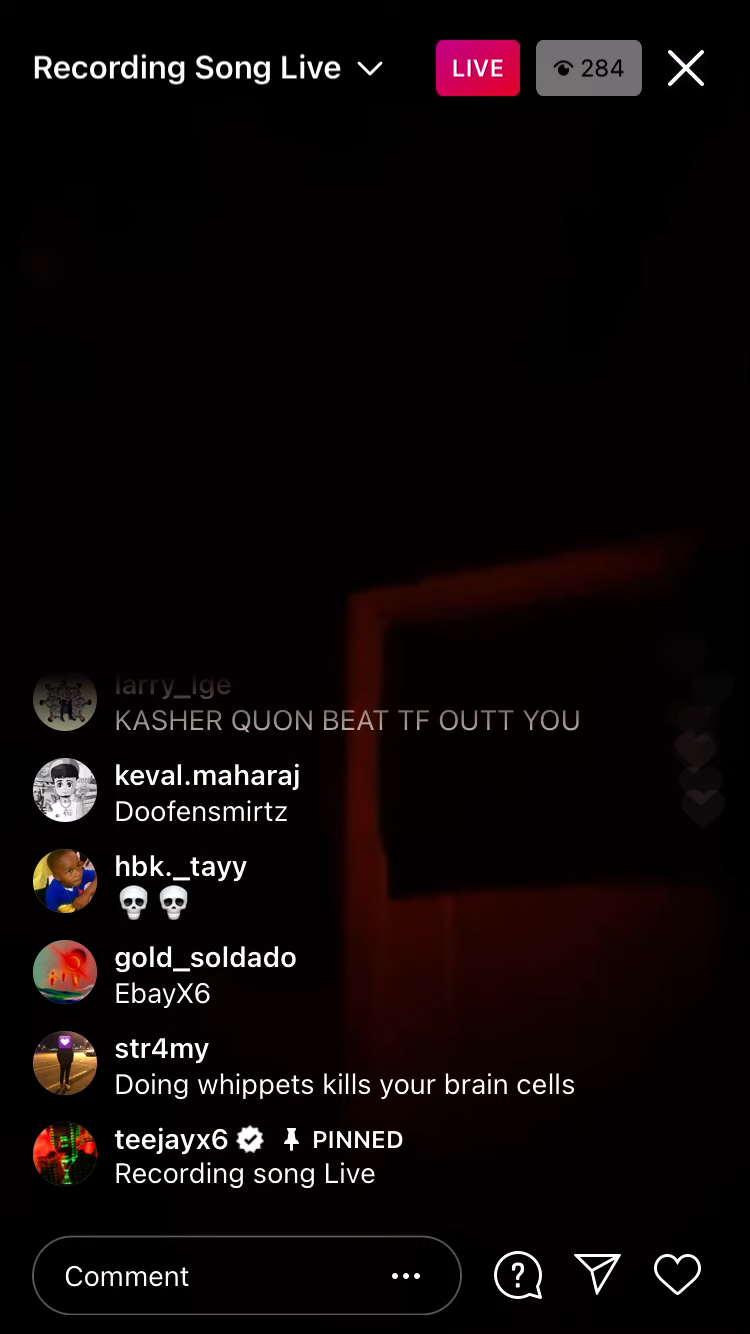 Recording Song Live
LIVE
284
larry_lge
KASHER QUON BEAT TF OUTT YOU
keval.maharaj
Doofensmirtz
hbk._tayy
💀💀
gold_soldado
EbayX6
str4my
Doing whippets kills your brain cells
teejayx6 PINNED
Recording song Live
Comment